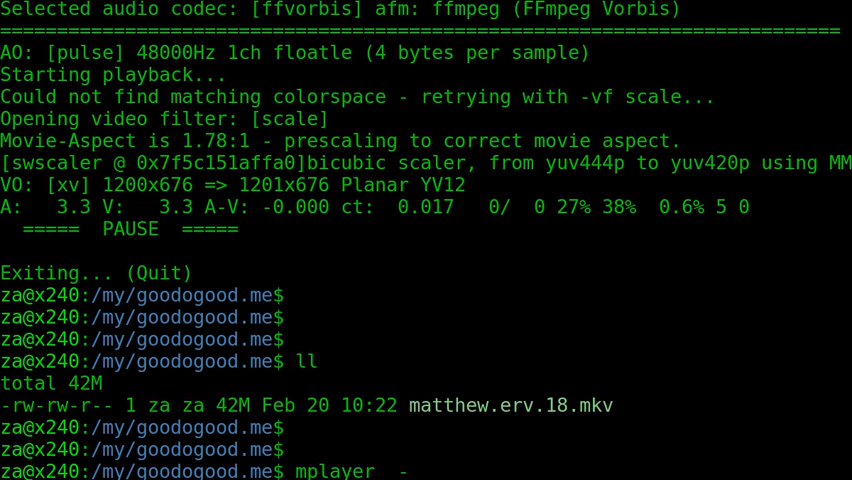 Selected audio codec: [ffvorbis] afm: ffmpeg (FFmpeg Vorbis)
==========================================================================
AO: [pulse] 48000Hz 1ch floatle (4 bytes per sample)
Starting playback...
Could not find matching colorspace - retrying with -vf scale...
Opening video filter: [scale]
Movie-Aspect is 1.78:1 - prescaling to correct movie aspect.
[swscaler @ 0x7f5c151affa0]bicubic scaler, from yuv444p to yuv420p using MM
VO: [xv] 1200x676 => 1201x676 Planar YV12
A:   3.3 V:   3.3 A-V: -0.000 ct:  0.017   0/  0 27% 38%  0.6% 5 0
  =====  PAUSE  =====
Exiting... (Quit)
za@x240:/my/goodogood.me$
za@x240:/my/goodogood.me$
za@x240:/my/goodogood.me$
za@x240:/my/goodogood.me$ ll
total 42M
-rw-rw-r-- 1 za za 42M Feb 20 10:22 matthew.erv.18.mkv
za@x240:/my/goodogood.me$
za@x240:/my/goodogood.me$
za@x240:/my/goodogood.me$ mplayer  -